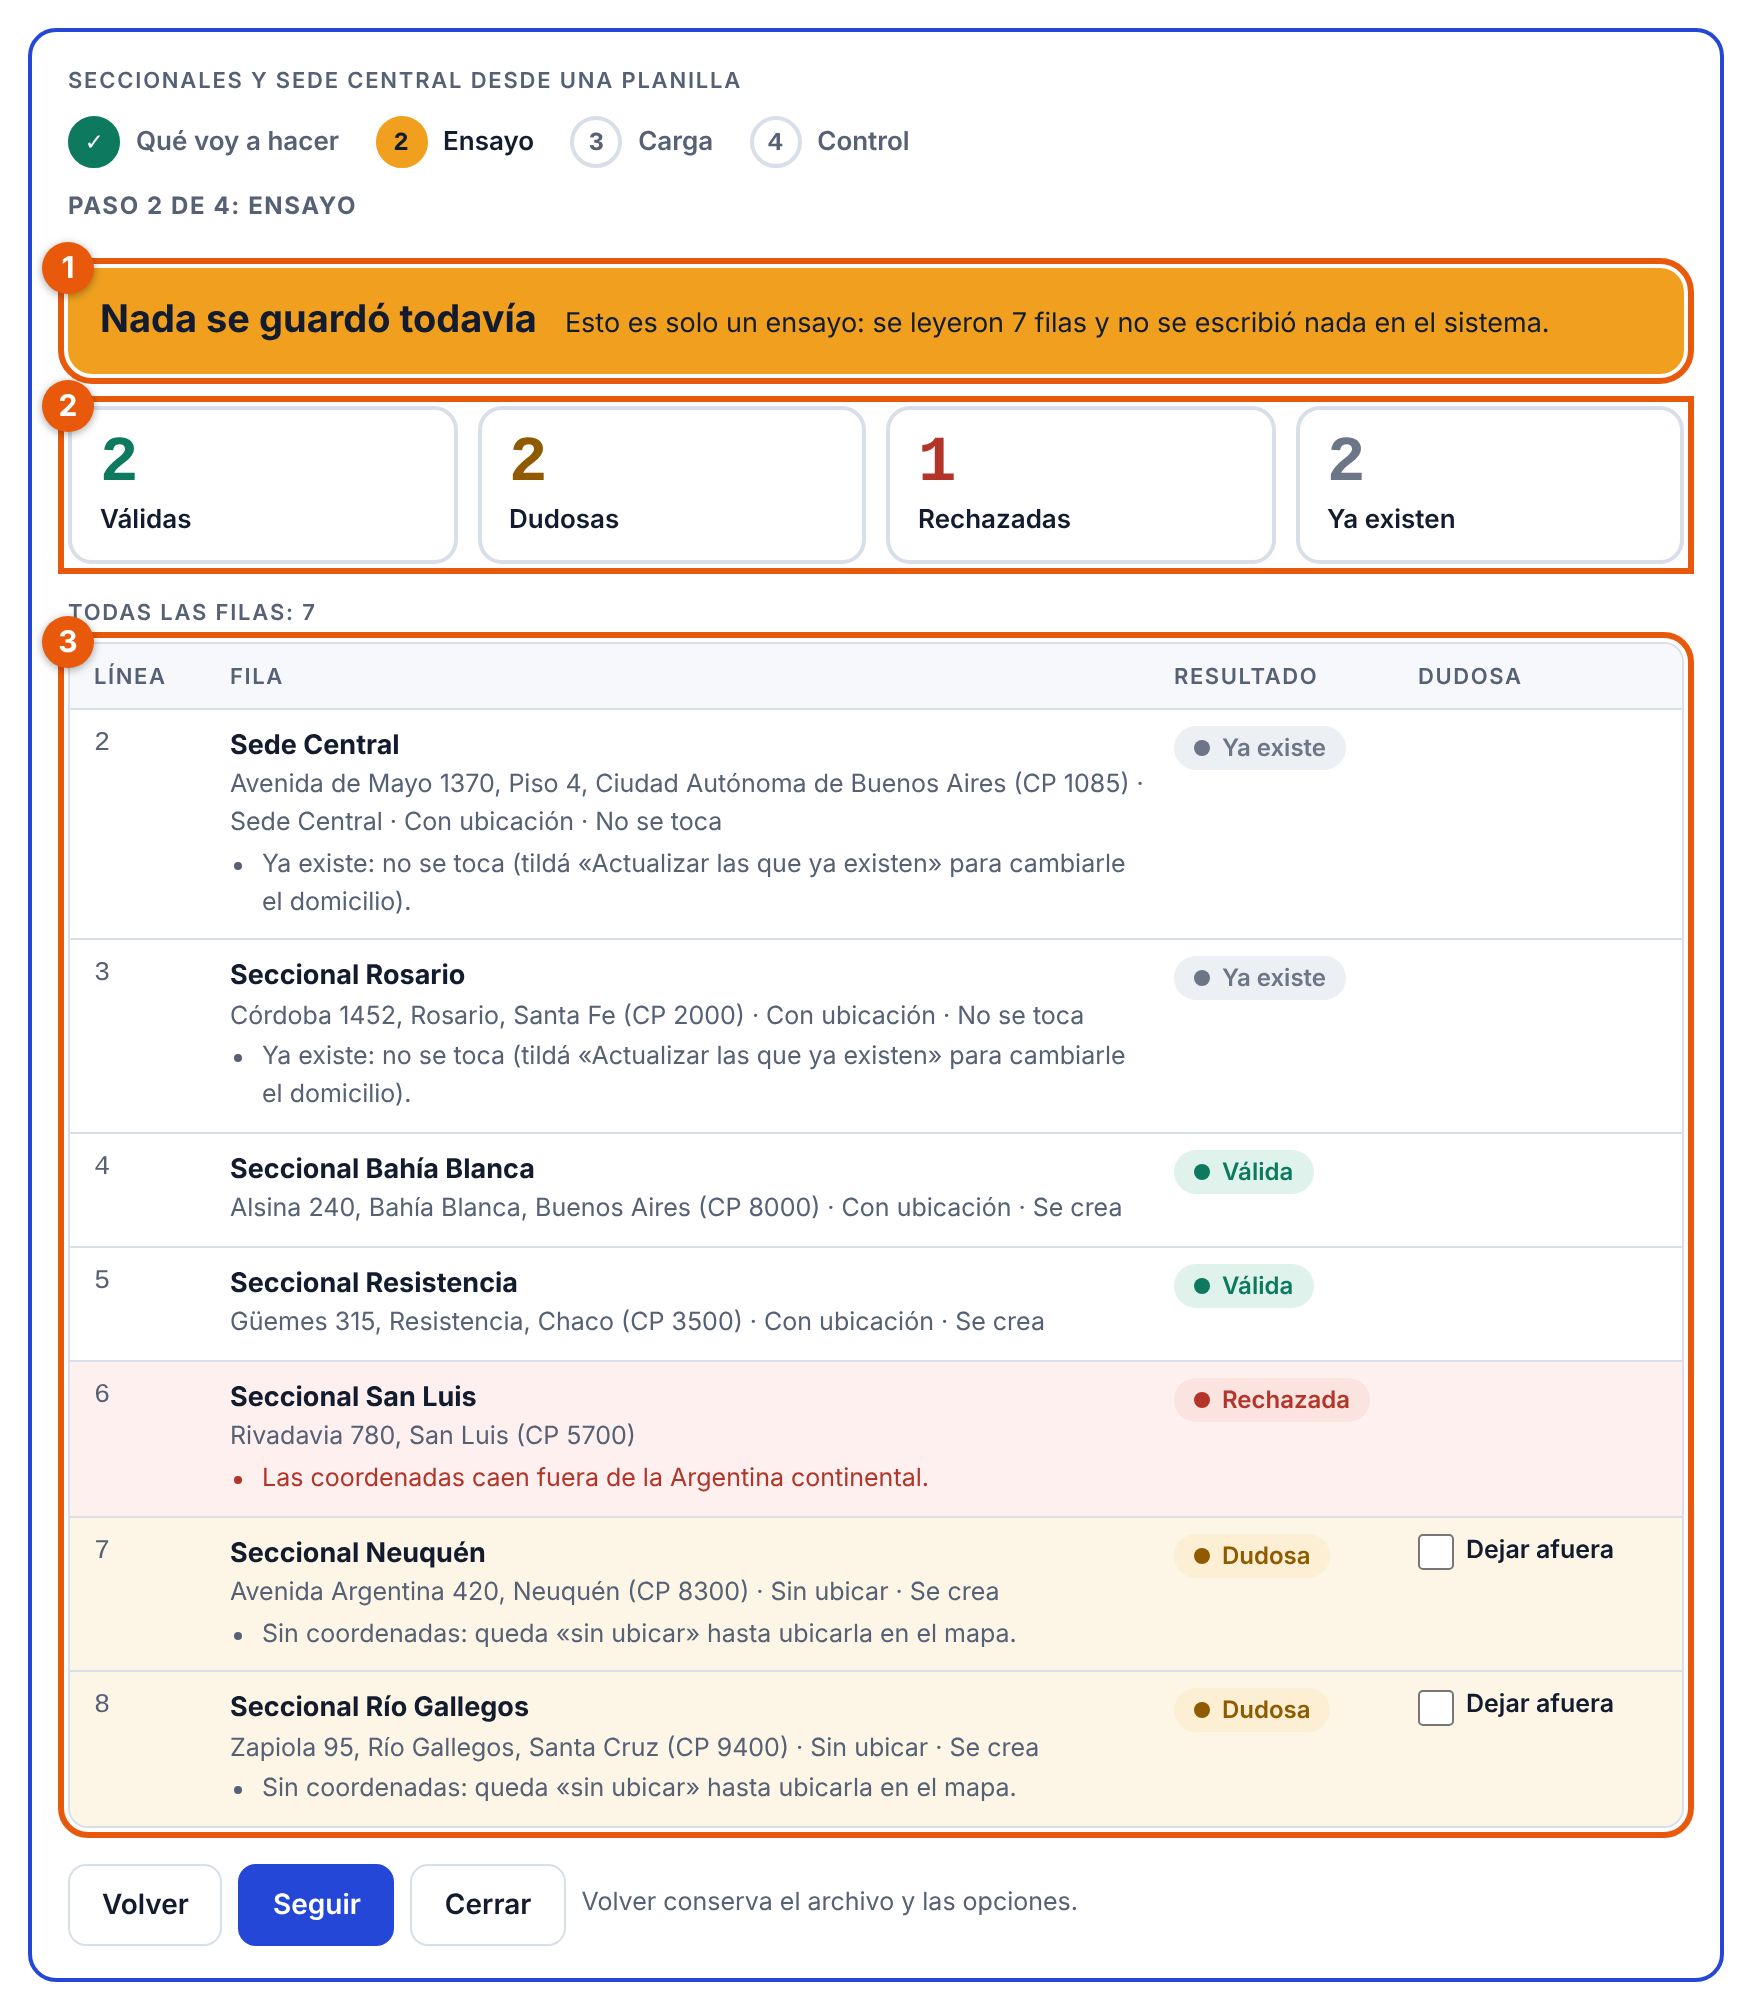 SECCIONALES Y SEDE CENTRAL DESDE UNA PLANILLA
✓ Qué voy a hacer 2 Ensayo 3 Carga 4 Control
PASO 2 DE 4: ENSAYO
1
Nada se guardó todavía Esto es solo un ensayo: se leyeron 7 filas y no se escribió nada en el sistema.
2
2 2 1 2
Válidas Dudosas Rechazadas Ya existen
TODAS LAS FILAS: 7
3
LÍNEA FILA RESULTADO DUDOSA
2 Sede Central Ya existe
Avenida de Mayo 1370, Piso 4, Ciudad Autónoma de Buenos Aires (CP 1085) ·
Sede Central · Con ubicación · No se toca
• Ya existe: no se toca (tildá «Actualizar las que ya existen» para cambiarle
el domicilio).
3 Seccional Rosario Ya existe
Córdoba 1452, Rosario, Santa Fe (CP 2000) · Con ubicación · No se toca
• Ya existe: no se toca (tildá «Actualizar las que ya existen» para cambiarle
el domicilio).
4 Seccional Bahía Blanca Válida
Alsina 240, Bahía Blanca, Buenos Aires (CP 8000) · Con ubicación · Se crea
5 Seccional Resistencia Válida
Güemes 315, Resistencia, Chaco (CP 3500) · Con ubicación · Se crea
6 Seccional San Luis Rechazada
Rivadavia 780, San Luis (CP 5700)
• Las coordenadas caen fuera de la Argentina continental.
7 Seccional Neuquén Dudosa Dejar afuera
Avenida Argentina 420, Neuquén (CP 8300) · Sin ubicar · Se crea
• Sin coordenadas: queda «sin ubicar» hasta ubicarla en el mapa.
8 Seccional Río Gallegos Dudosa Dejar afuera
Zapiola 95, Río Gallegos, Santa Cruz (CP 9400) · Sin ubicar · Se crea
• Sin coordenadas: queda «sin ubicar» hasta ubicarla en el mapa.
Volver Seguir Cerrar Volver conserva el archivo y las opciones.